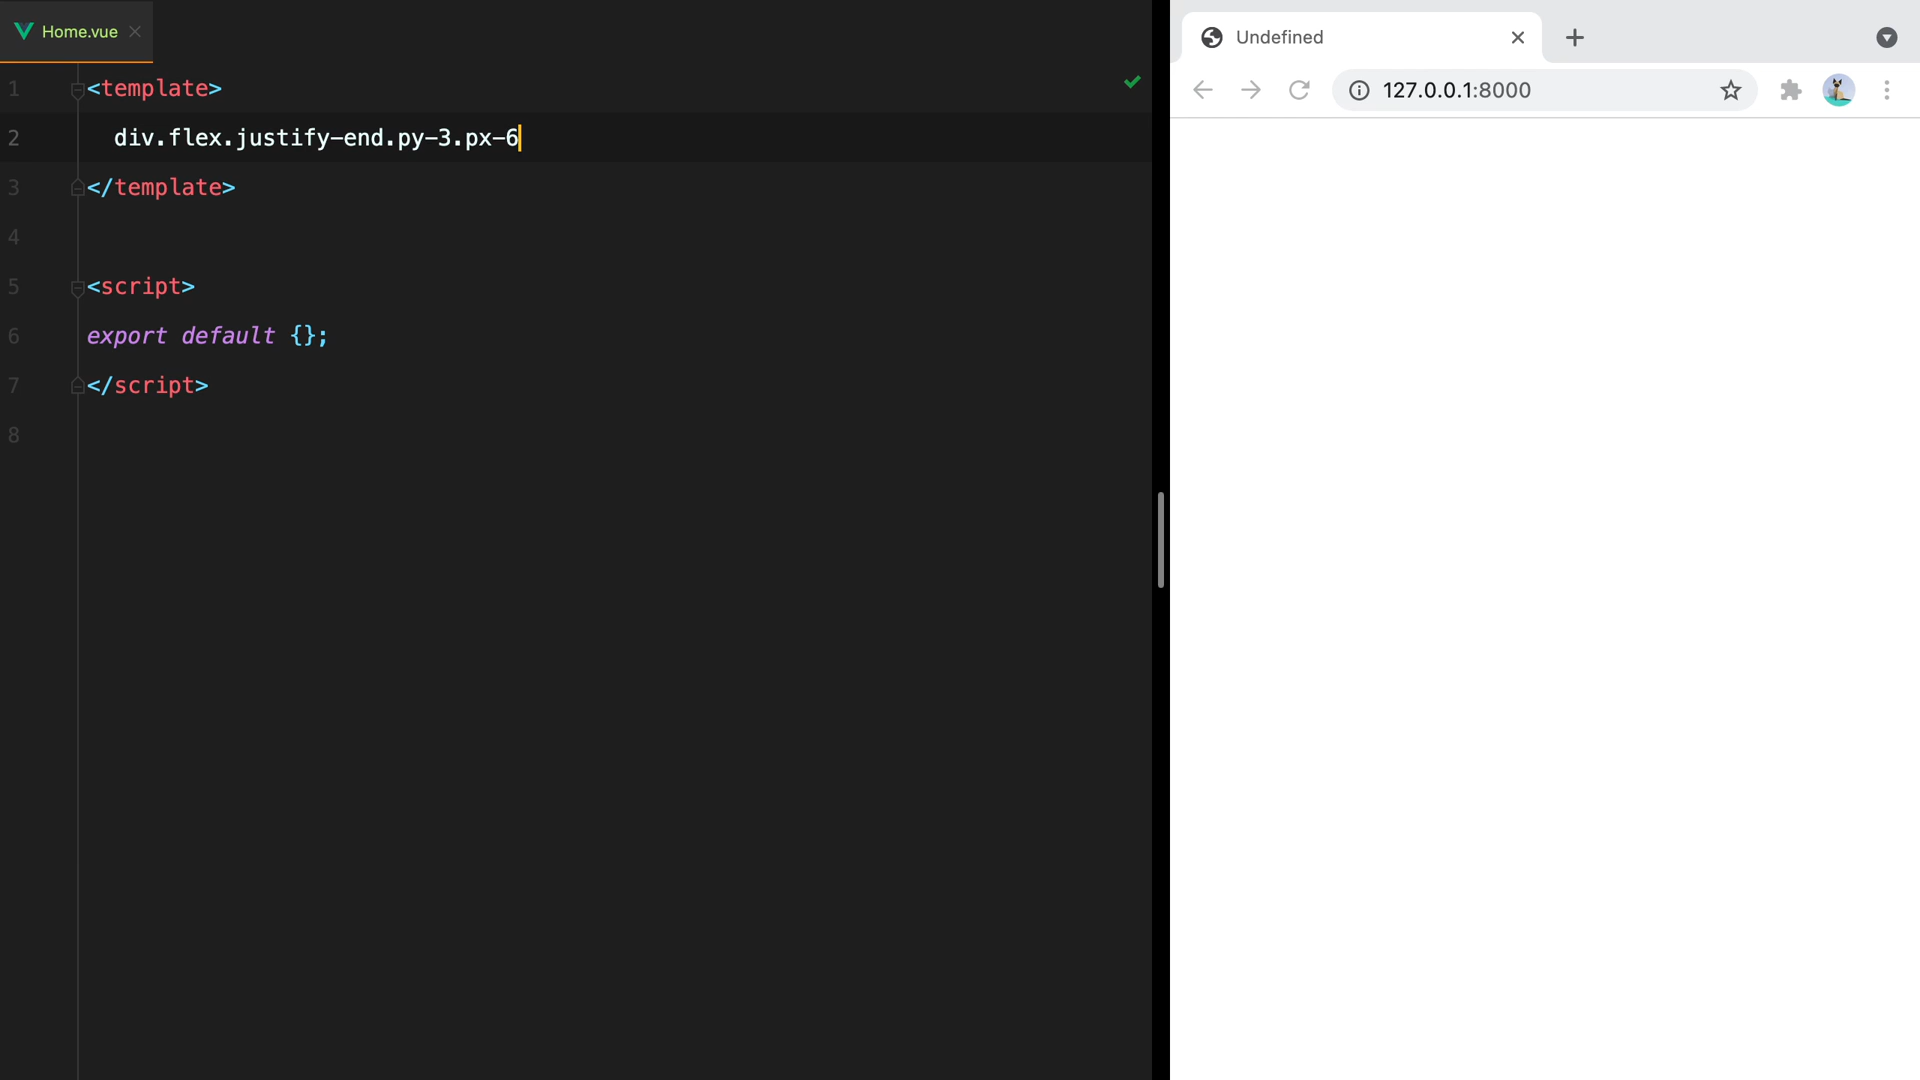 Home.vue
1 <template>
2 div.flex.justify-end.py-3.px-6
3 </template>
4
5 <script>
6 export default {};
7 </script>
8
Undefined
127.0.0.1:8000